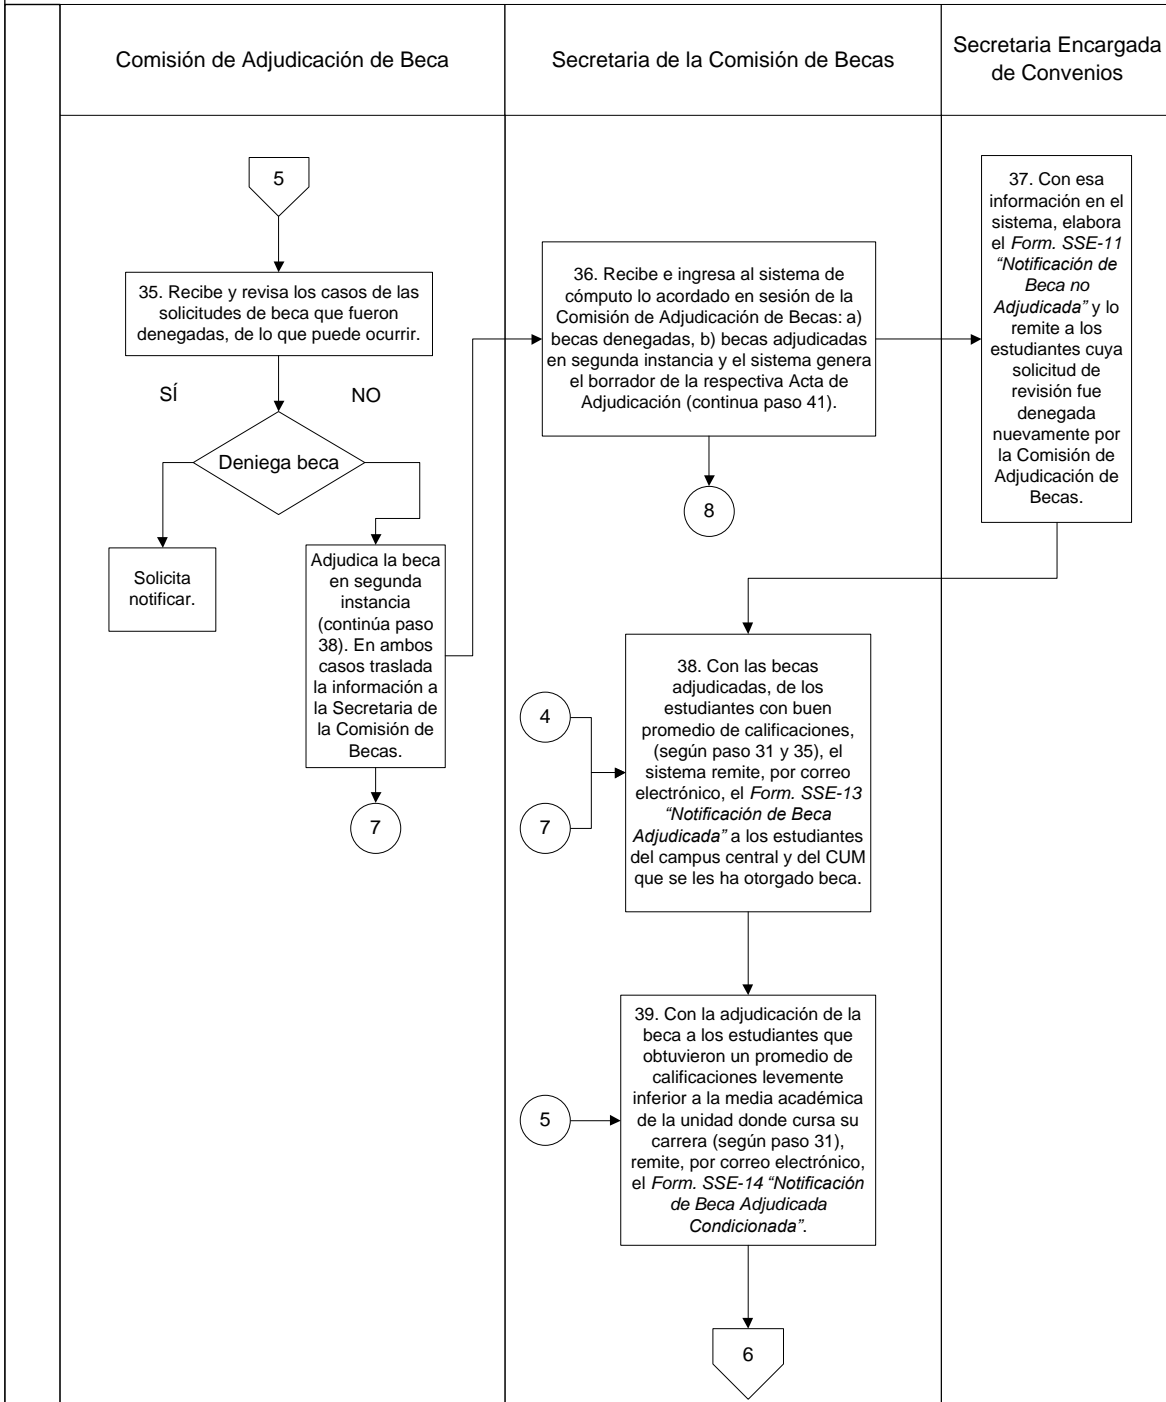 Comisión de Adjudicación de Beca
Secretaria de la Comisión de Becas
Secretaria Encargada
de Convenios
5
35. Recibe y revisa los casos de las
solicitudes de beca que fueron
denegadas, de lo que puede ocurrir.
SÍ
NO
Deniega beca
Solicita
notificar.
Adjudica la beca
en segunda
instancia
(continúa paso
38). En ambos
casos traslada
la información a
la Secretaria de
la Comisión de
Becas.
7
36. Recibe e ingresa al sistema de
cómputo lo acordado en sesión de la
Comisión de Adjudicación de Becas: a)
becas denegadas, b) becas adjudicadas
en segunda instancia y el sistema genera
el borrador de la respectiva Acta de
Adjudicación (continua paso 41).
8
37. Con esa
información en el
sistema, elabora
el Form. SSE-11
“Notificación de
Beca no
Adjudicada” y lo
remite a los
estudiantes cuya
solicitud de
revisión fue
denegada
nuevamente por
la Comisión de
Adjudicación de
Becas.
4
7
38. Con las becas
adjudicadas, de los
estudiantes con buen
promedio de calificaciones,
(según paso 31 y 35), el
sistema remite, por correo
electrónico, el Form. SSE-13
“Notificación de Beca
Adjudicada” a los estudiantes
del campus central y del CUM
que se les ha otorgado beca.
5
39. Con la adjudicación de la
beca a los estudiantes que
obtuvieron un promedio de
calificaciones levemente
inferior a la media académica
de la unidad donde cursa su
carrera (según paso 31),
remite, por correo electrónico,
el Form. SSE-14 “Notificación
de Beca Adjudicada
Condicionada”.
6